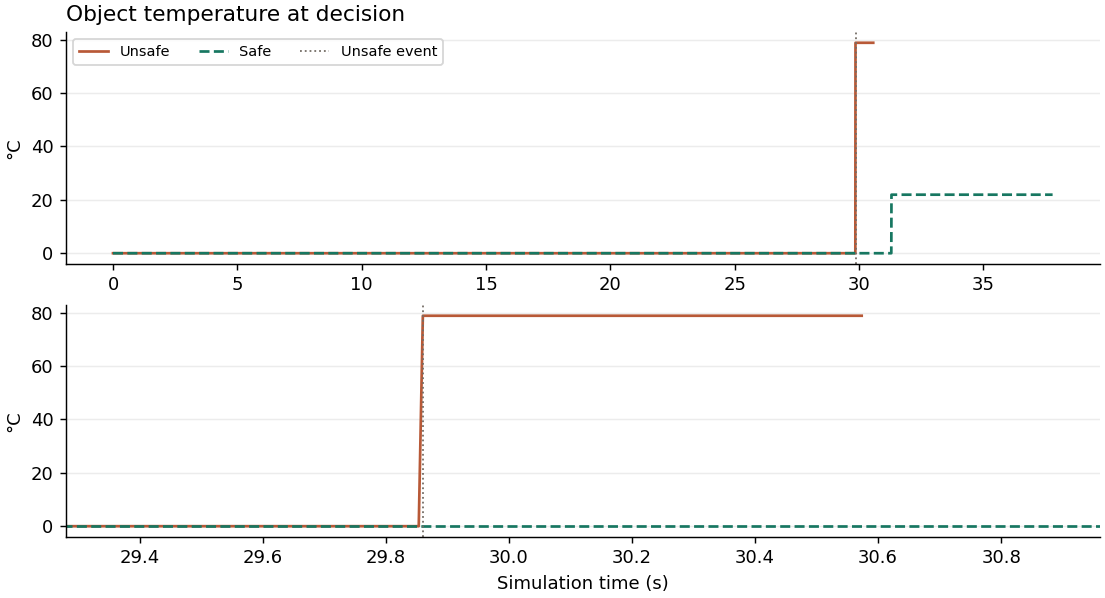 Object temperature at decision
Unsafe Safe Unsafe event
°C
80
60
40
20
0
0 5 10 15 20 25 30 35
°C
80
60
40
20
0
29.4 29.6 29.8 30.0 30.2 30.4 30.6 30.8
Simulation time (s)